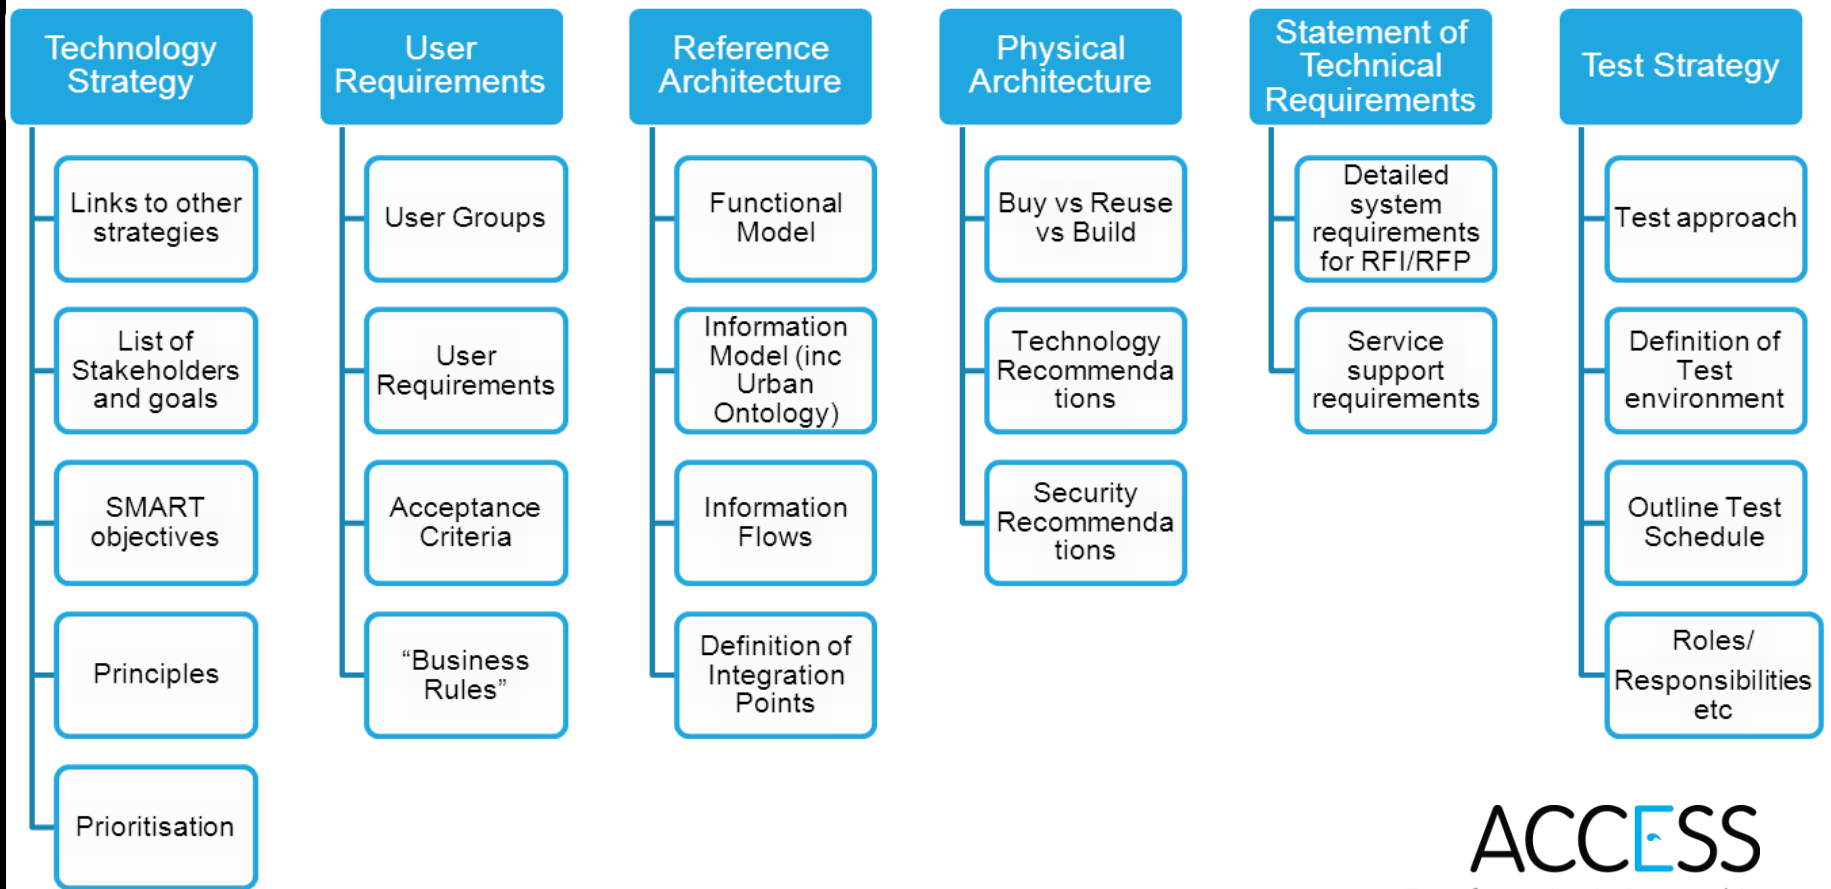 Technology
Strategy
Links to other
strategies
List of
Stakeholders
and goals
SMART
objectives
Principles
Prioritisation
User
Requirements
User Groups
User
Requirements
Acceptance
Criteria
“Business
Rules”
Reference
Architecture
Functional
Model
Information
Model (inc
Urban
Ontology)
Information
Flows
Definition of
Integration
Points
Physical
Architecture
Buy vs Reuse
vs Build
Technology
Recommenda
tions
Security
Recommenda
tions
Statement of
Technical
Requirements
Detailed
system
requirements
for RFI/RFP
Service
support
requirements
Test Strategy
Test approach
Definition of
Test
environment
Outline Test
Schedule
Roles/
Responsibilities
etc
ACCESS